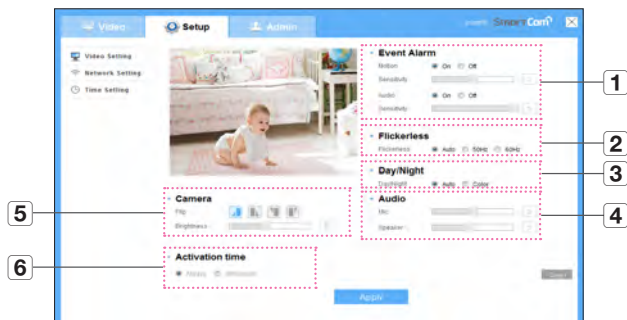 Video Setup Admin SmartCam
Video Setting
Network Setting
Time Setting
Event Alarm
Motion On Off
Sensitivity
Audio On Off
Sensitivity
1
Flickerless
Flickerless Auto 50Hz 60Hz
2
Day/Night
Day/Night Auto Color
3
Audio
Mic
Speaker
4
Camera
Flip
Brightness
5
Activation time
Always
6
Apply